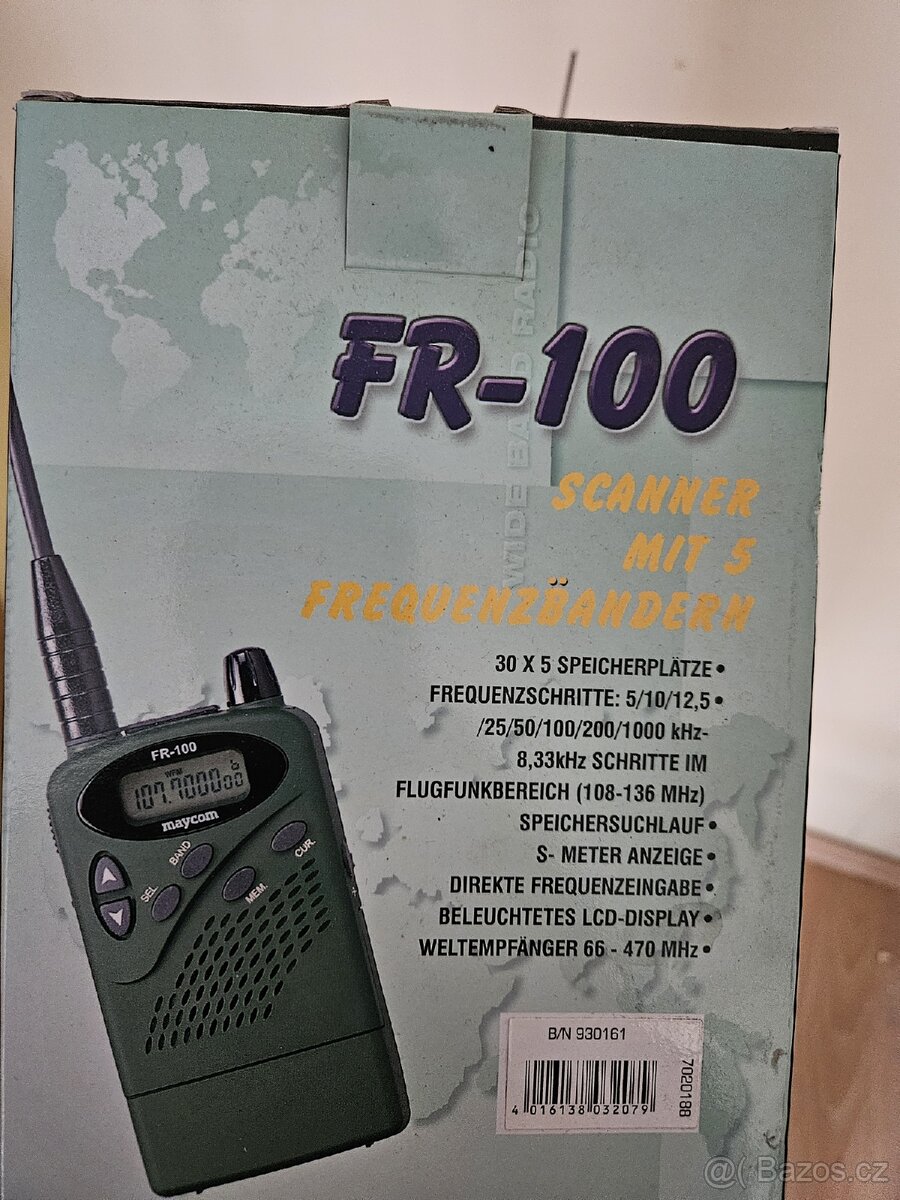 WIDE BAND RADIO
FR-100
SCANNER
MIT 5
FREQUENZBÄNDERN
30 X 5 SPEICHERPLÄTZE•
FREQUENZSCHRITTE: 5/10/12,5•
/25/50/100/200/1000 kHz-
8,33kHz SCHRITTE IM
FLUGFUNKBEREICH (108-136 MHz)
SPEICHERSUCHLAUF•
S- METER ANZEIGE•
DIREKTE FREQUENZEINGABE•
BELEUCHTETES LCD-DISPLAY•
WELTEMPFÄNGER 66 - 470 MHz•
FR-100
WFM
107.7000
maycom
BAND
SEL
CUR.
MEM.
B/N 930161
4 016138 032079
7020188
maycom
@( Bazos.cz